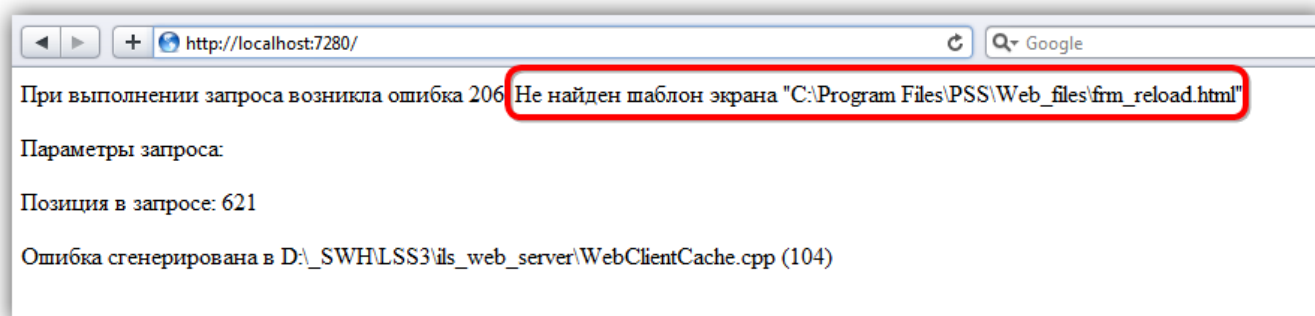 http://localhost:7280/
Google
При выполнении запроса возникла ошибка 206 Не найден шаблон экрана "C:\Program Files\PSS\Web_files\frm_reload.html"
Параметры запроса:
Позиция в запросе: 621
Ошибка сгенерирована в D:\_SWH\LSS3\ils_web_server\WebClientCache.cpp (104)